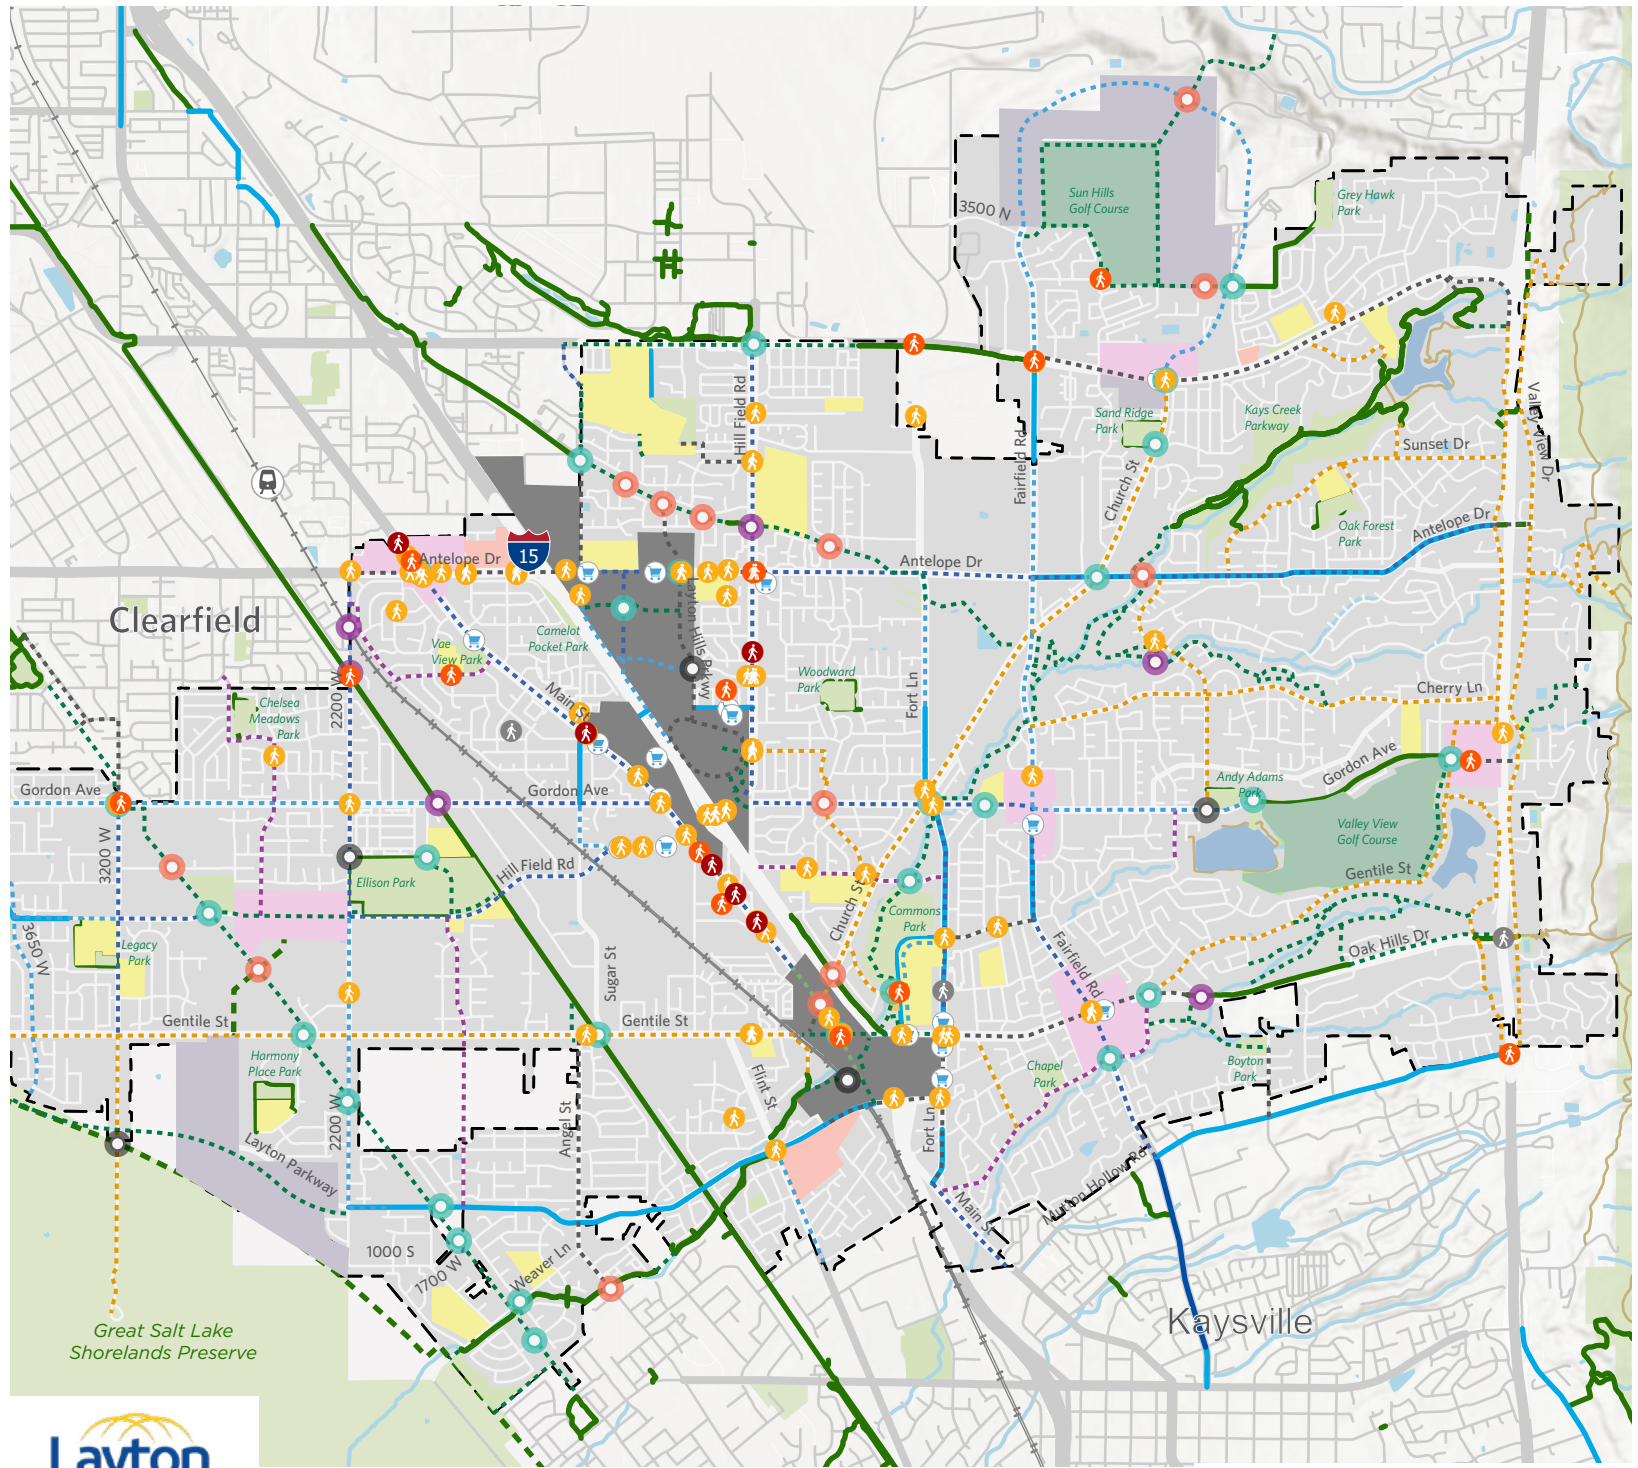 Sun Hills
Golf Course
Grey Hawk
Park
3500 N
Hill Field Rd
Fairfield Rd
Sand Ridge
Park
Church St
Kays Creek
Parkway
Sunset Dr
Valley View Dr
Oak Forest
Park
Antelope Dr
Antelope Dr
15
Antelope Dr
Clearfield
Vae
View Park
Camelot
Pocket Park
Layton Hills Pkwy
Woodward
Park
Fort Ln
Cherry Ln
Chelsea
Meadows
Park
2200 W
Main St
Gordon Ave
Gordon Ave
Gordon Ave
Andy Adams
Park
Valley View
Golf Course
3200 W
Hill Field Rd
Ellison Park
Gentile St
Church St
Commons
Park
3650 W
Legacy
Park
Sugar St
Fairfield Rd
Oak Hills Dr
Gentile St
Gentile St
Harmony
Place Park
Flint St
Chapel
Park
Boyton
Park
2200 W
Angel St
Fort Ln
Layton Parkway
Mutton Hollow Rd
Main St
1000 S
1700 W
Weaver Ln
Kaysville
Great Salt Lake
Shorelands Preserve
Layton